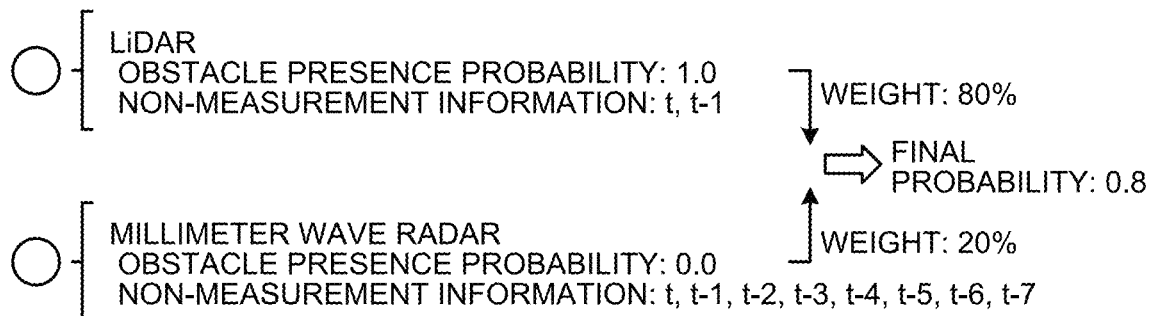 LiDAR
OBSTACLE PRESENCE PROBABILITY: 1.0
NON-MEASUREMENT INFORMATION: t, t-1
WEIGHT: 80%
FINAL
PROBABILITY: 0.8
MILLIMETER WAVE RADAR
OBSTACLE PRESENCE PROBABILITY: 0.0
NON-MEASUREMENT INFORMATION: t, t-1, t-2, t-3, t-4, t-5, t-6, t-7
WEIGHT: 20%